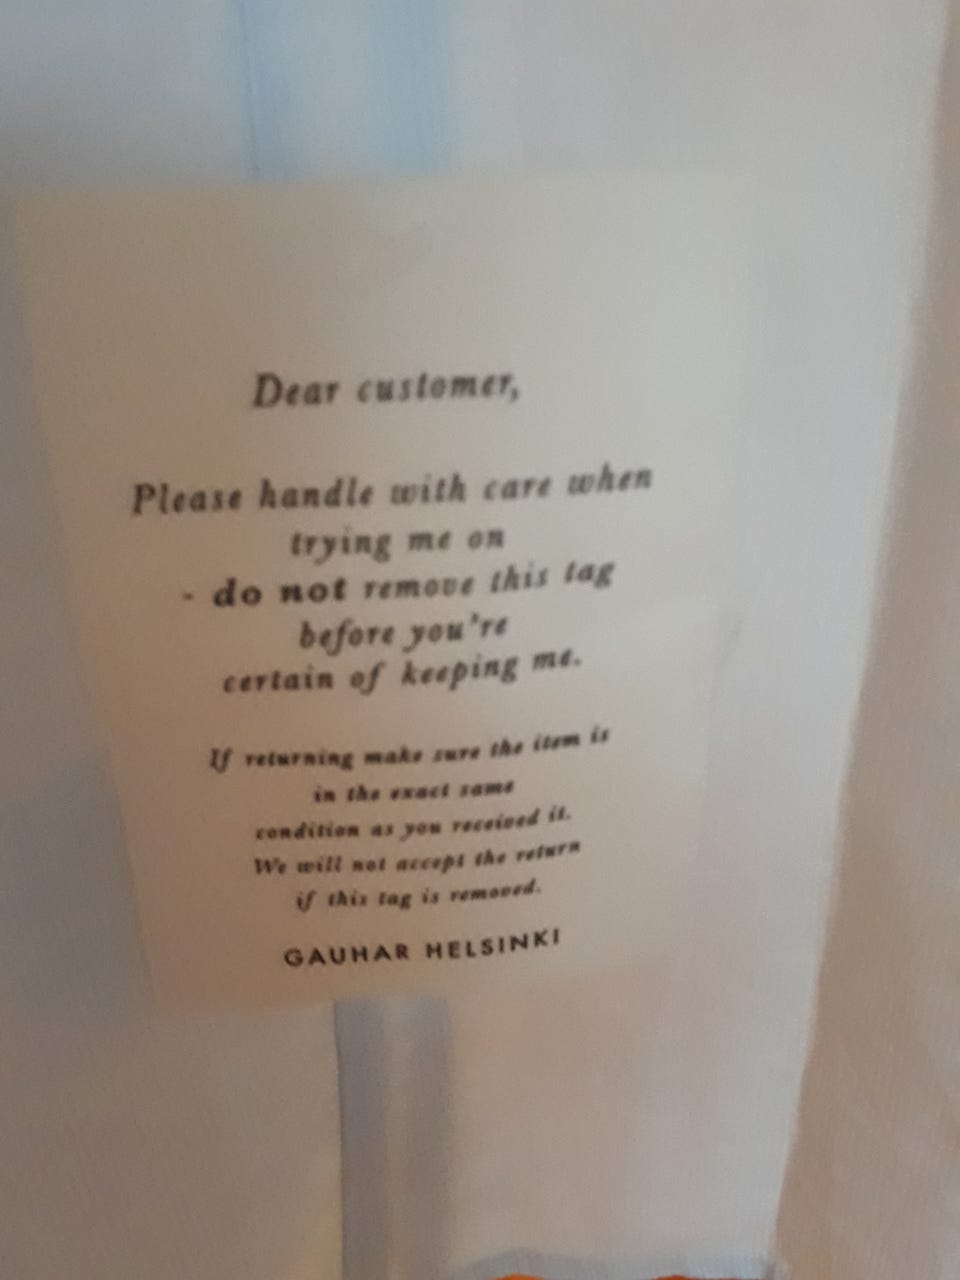 Dear customer,
Please handle with care when
trying me on
- do not remove this tag
before you're
certain of keeping me.
If returning make sure the item is
in the exact same
condition as you received it.
We will not accept the return
if this tag is removed.
GAUHAR HELSINKI